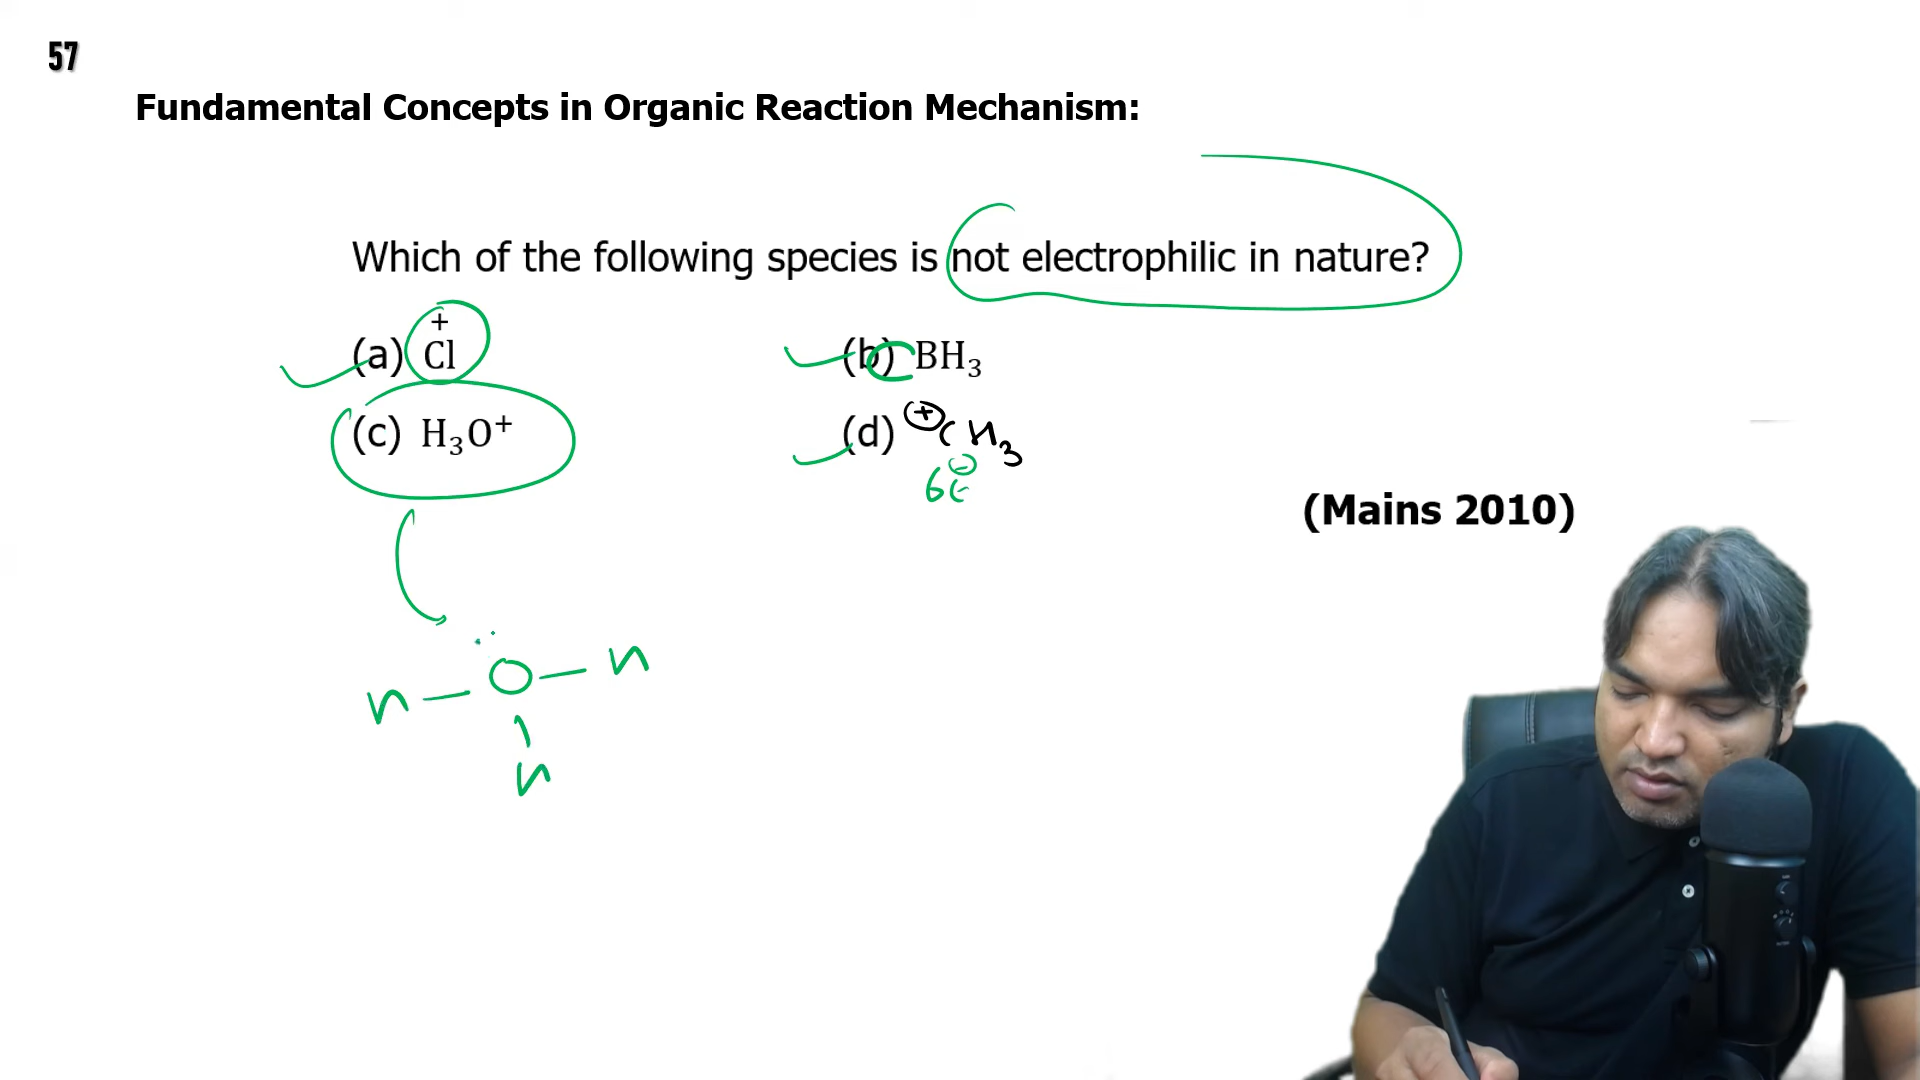 57
Fundamental Concepts in Organic Reaction Mechanism:
Which of the following species is not electrophilic in nature?
(a) Cl⁺ (b) BH₃
(c) H₃O⁺ (d) ⊕CH₃
6e⊖
(Mains 2010)
Ö — H
H —
H